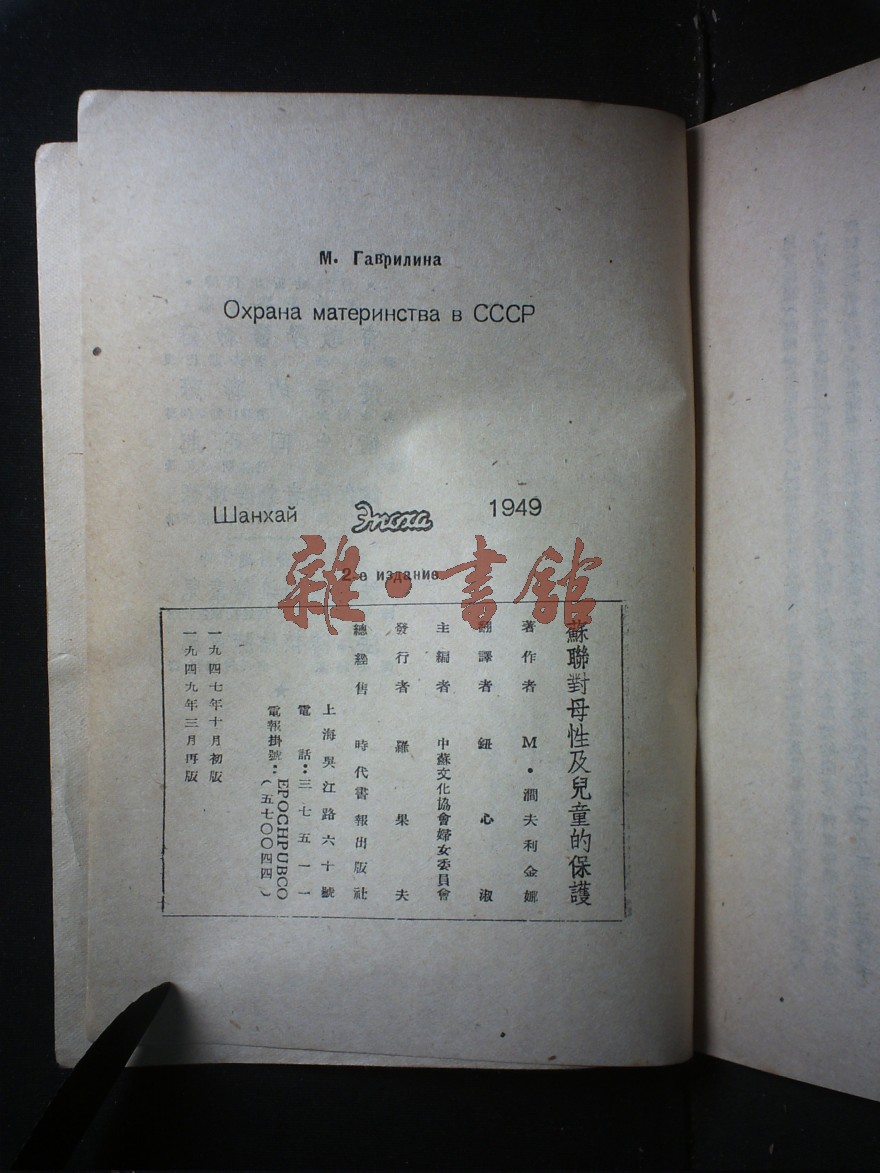 М. Гаврилина
Охрана материнства в СССР
Шанхай Эпоха 1949
2-е издание
雜·書館
蘇聯對母性及兒童的保護
著作者 M·澗夫利金娜
翻譯者 鈕心淑
主編者 中蘇文化協會婦女委員會
發行者 羅果夫
總經售 時代書報出版社
上海吳江路六十號
電話：三七五一一
電報掛號：EPOCHPUBCO
(五七〇〇四四)
一九四七年十月初版
一九四九年三月再版